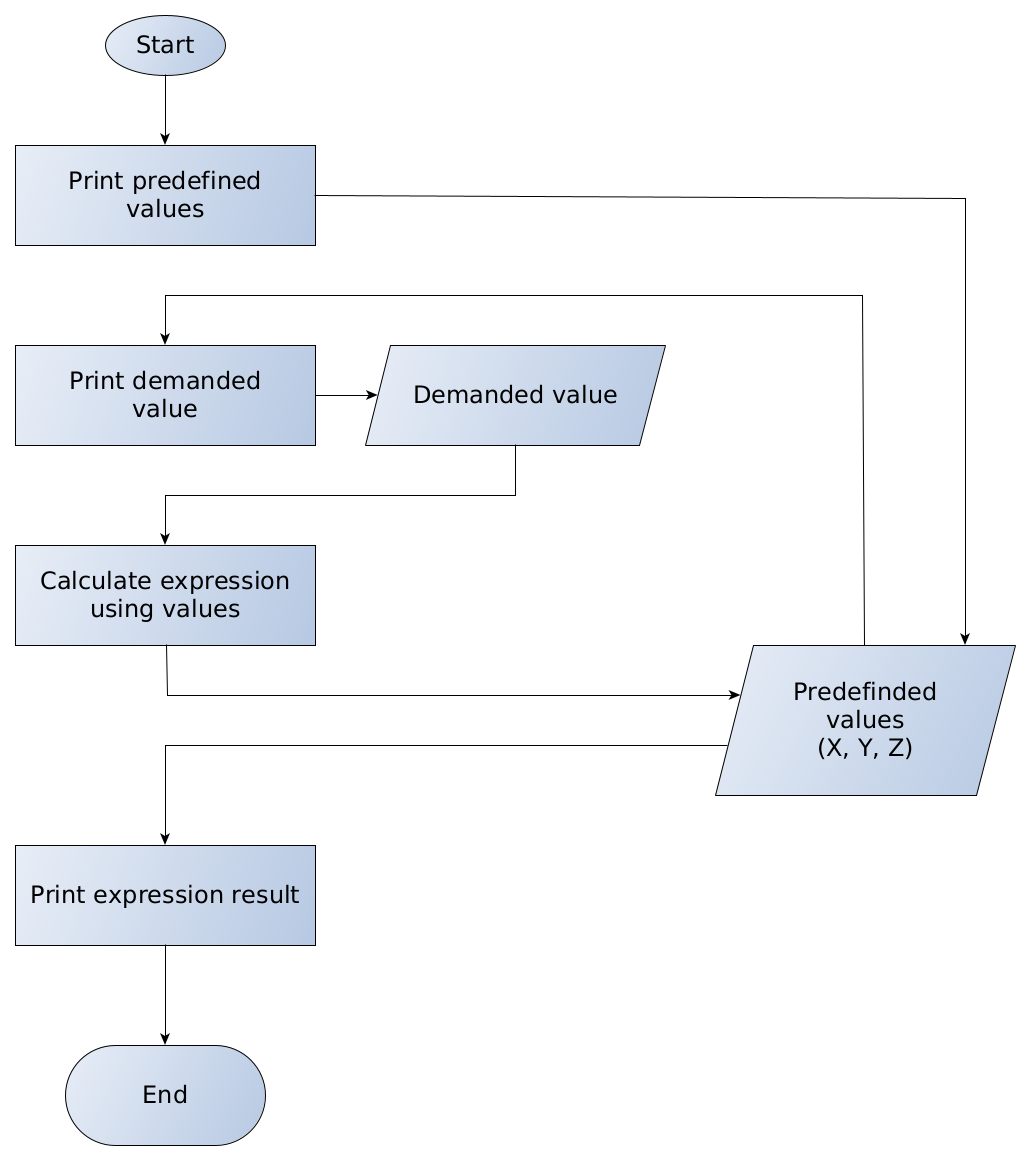 Start
Print predefined
values
Print demanded
value
Demanded value
Calculate expression
using values
Predefinded
values
(X, Y, Z)
Print expression result
End